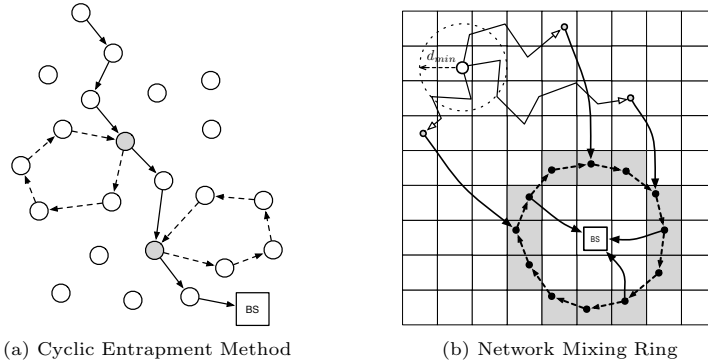 d_min
BS
BS
(a) Cyclic Entrapment Method
(b) Network Mixing Ring